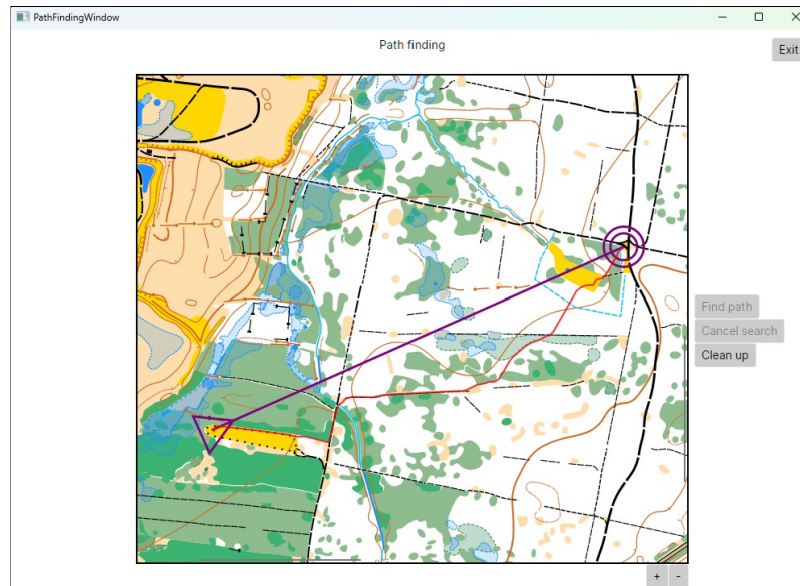 PathFindingWindow
Path finding
Exit
Find path
Cancel search
Clean up
+ -